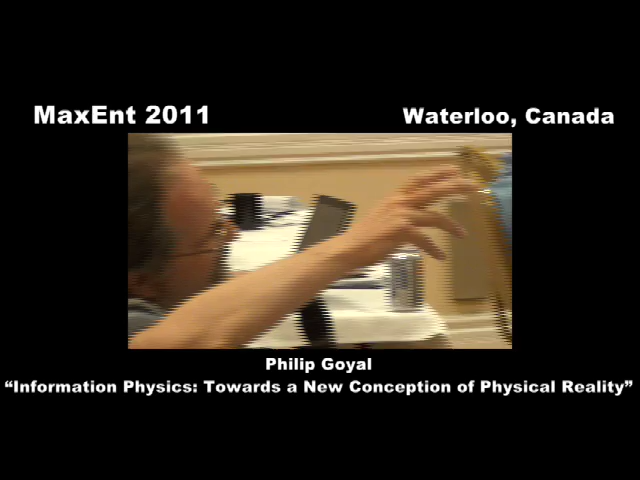 MaxEnt 2011 Waterloo, Canada
Philip Goyal
“Information Physics: Towards a New Conception of Physical Reality”